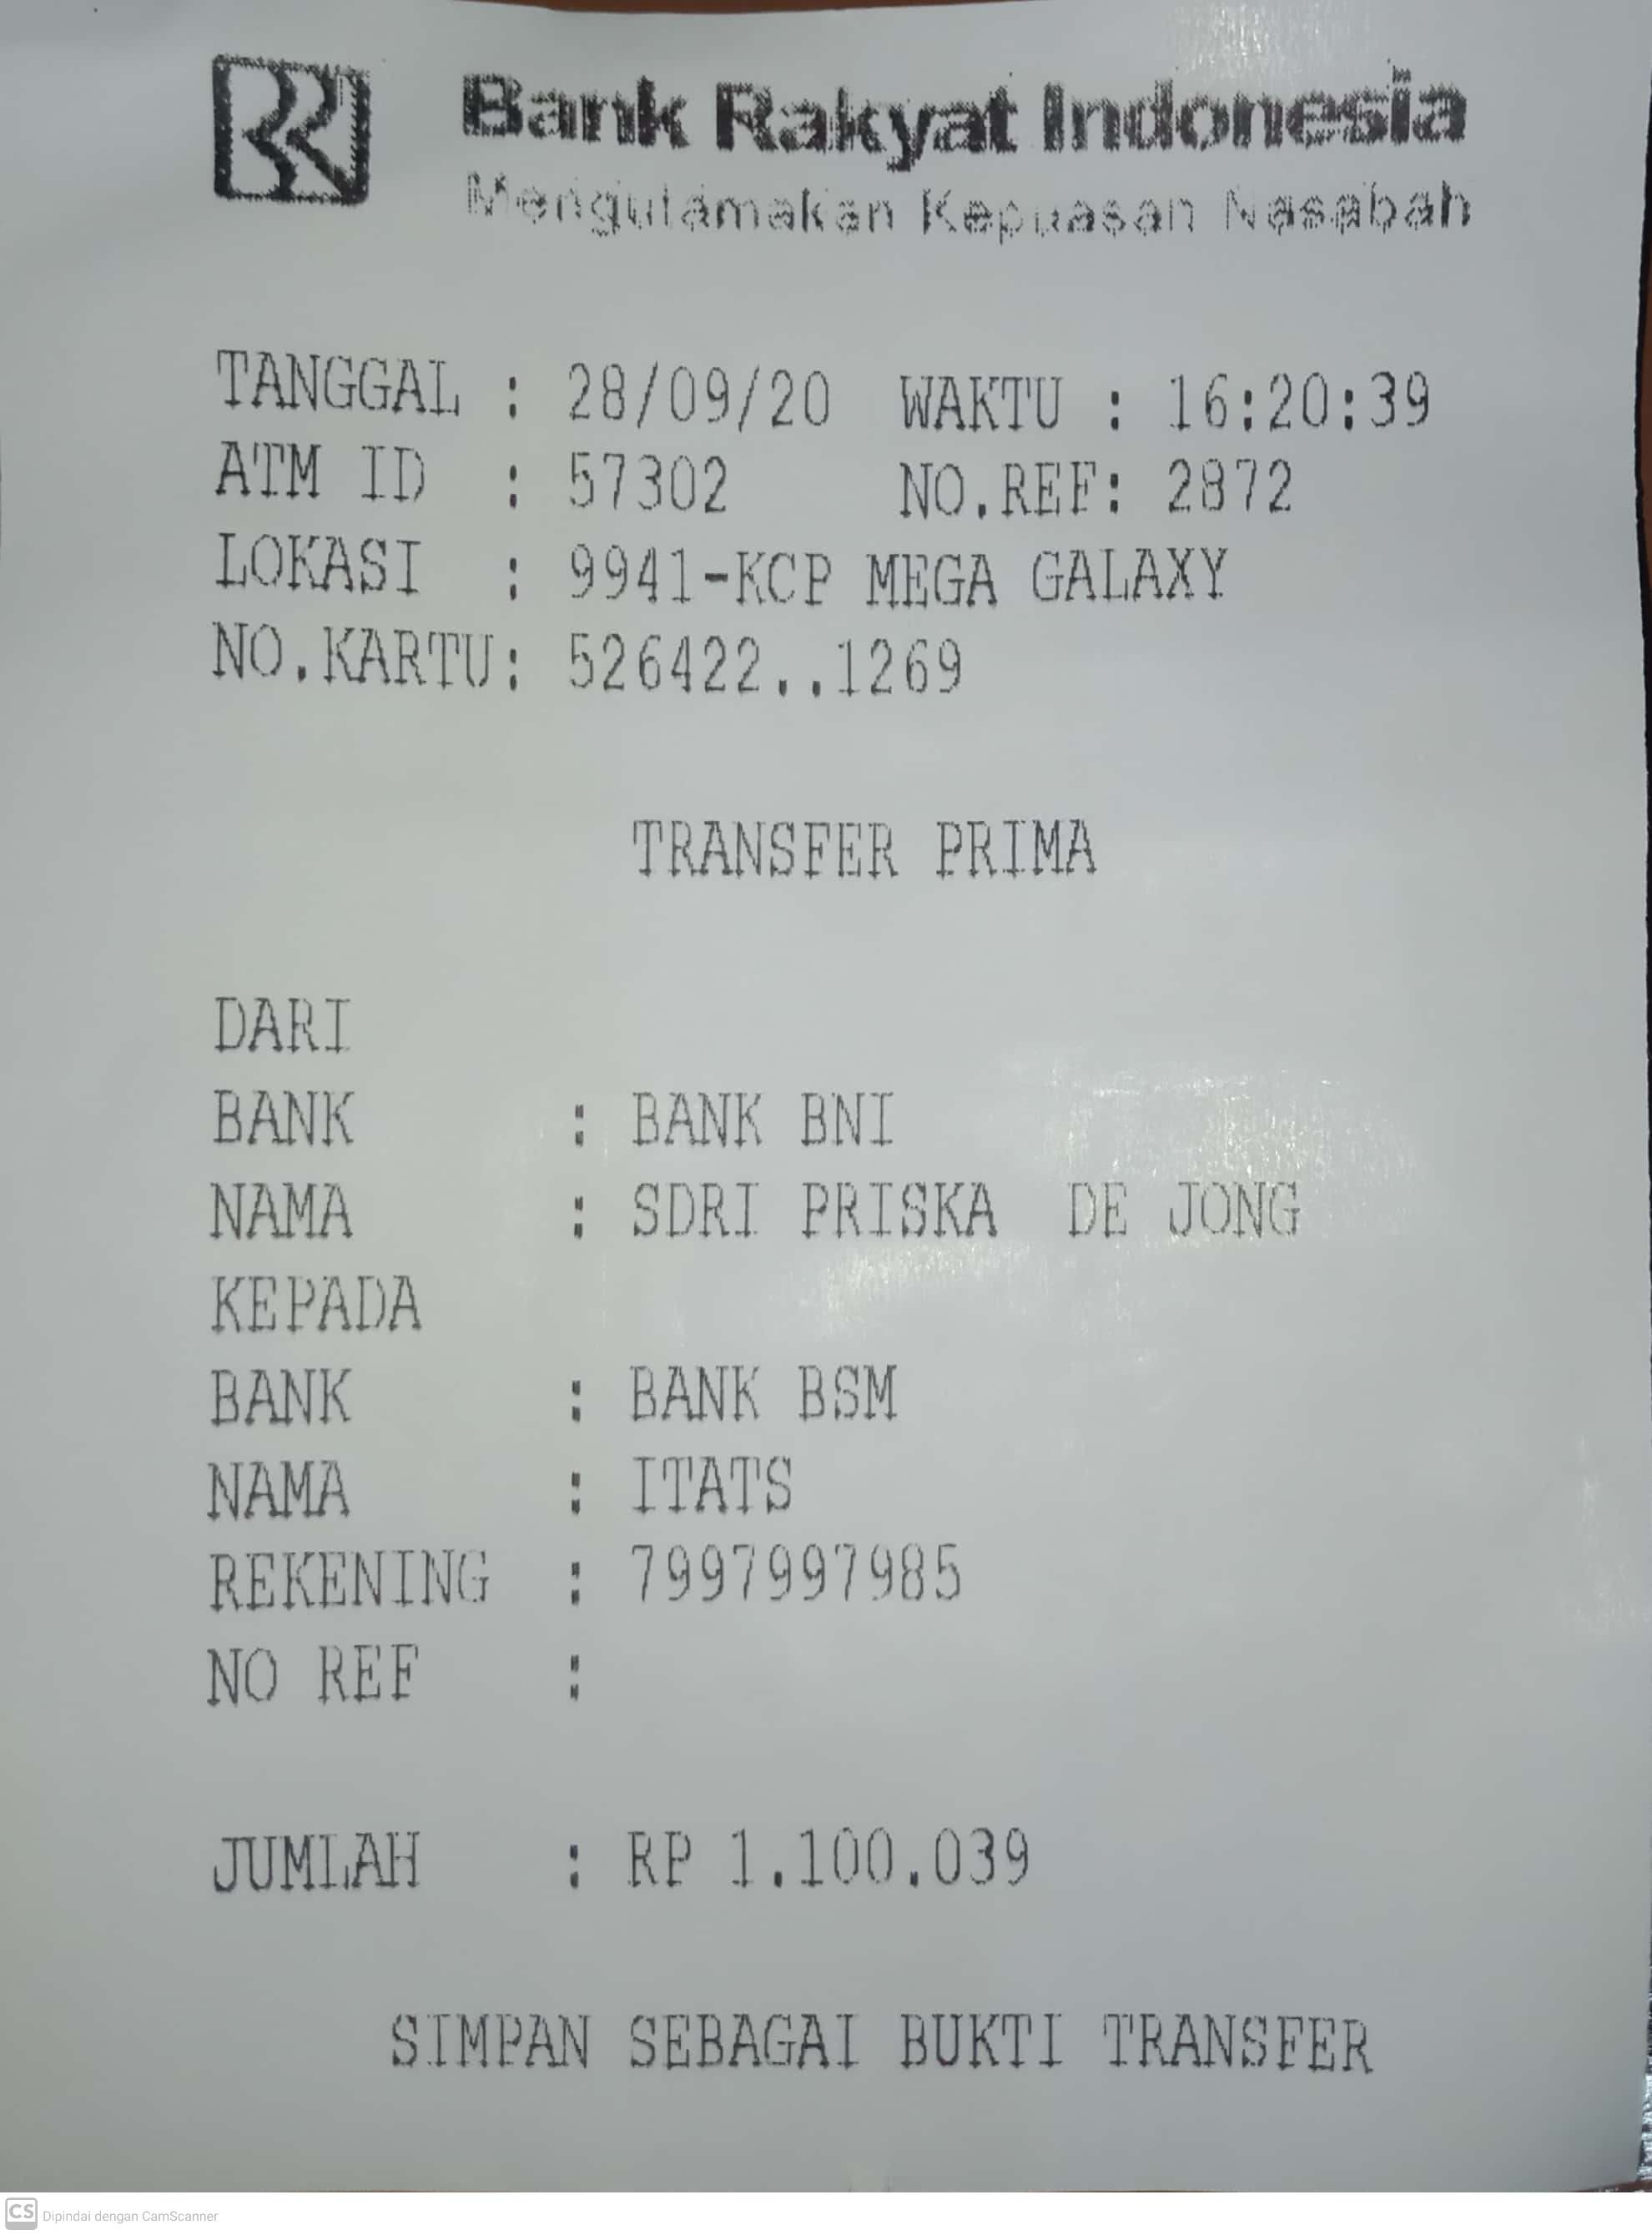 Bank Rakyat Indonesia
Mengutamakan Kepuasan Nasabah
TANGGAL : 28/09/20 WAKTU : 16:20:39
ATM ID : 57302 NO.REF: 2872
LOKASI : 9941-KCP MEGA GALAXY
NO.KARTU: 526422..1269
TRANSFER PRIMA
DARI
BANK : BANK BNI
NAMA : SDRI PRISKA DE JONG
KEPADA
BANK : BANK BSM
NAMA : ITATS
REKENING : 7997997985
NO REF :
JUMLAH : RP 1.100.039
SIMPAN SEBAGAI BUKTI TRANSFER
CS Dipindai dengan CamScanner